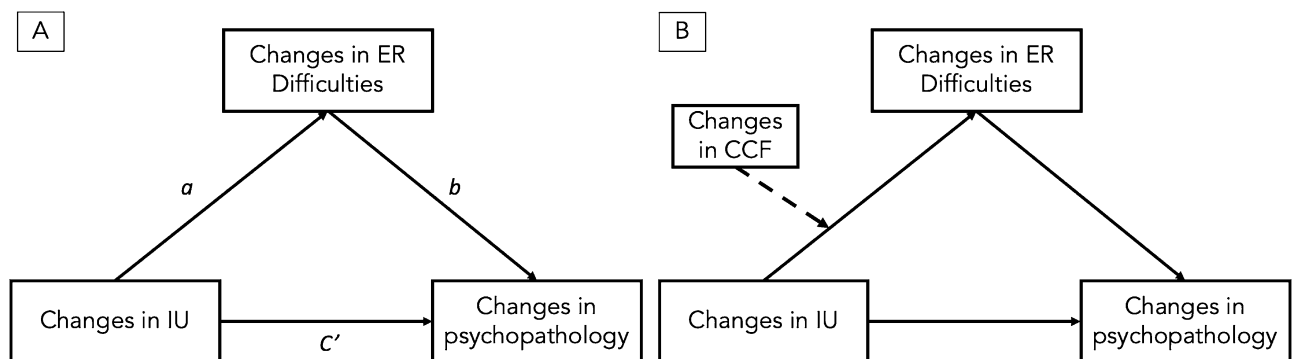 A
Changes in ER
Difficulties
a
b
Changes in IU
C’
Changes in
psychopathology
B
Changes in ER
Difficulties
Changes
in CCF
Changes in IU
Changes in
psychopathology